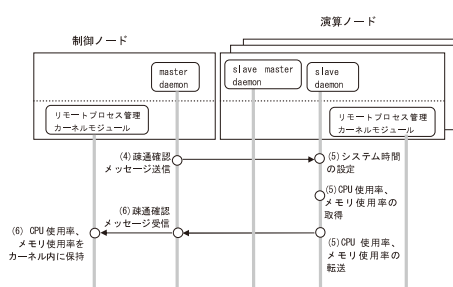 演算ノード
制御ノード
master
daemon
slave master
daemon
slave
daemon
リモートプロセス管理
カーネルモジュール
リモートプロセス管理
カーネルモジュール
(4)疎通確認
メッセージ送信
(5)システム時間
の設定
(5)CPU 使用率、
メモリ使用率の
取得
(6)疎通確認
メッセージ受信
(6) CPU 使用率、
メモリ使用率を
カーネル内に保持
(5)CPU 使用率、
メモリ使用率の
転送